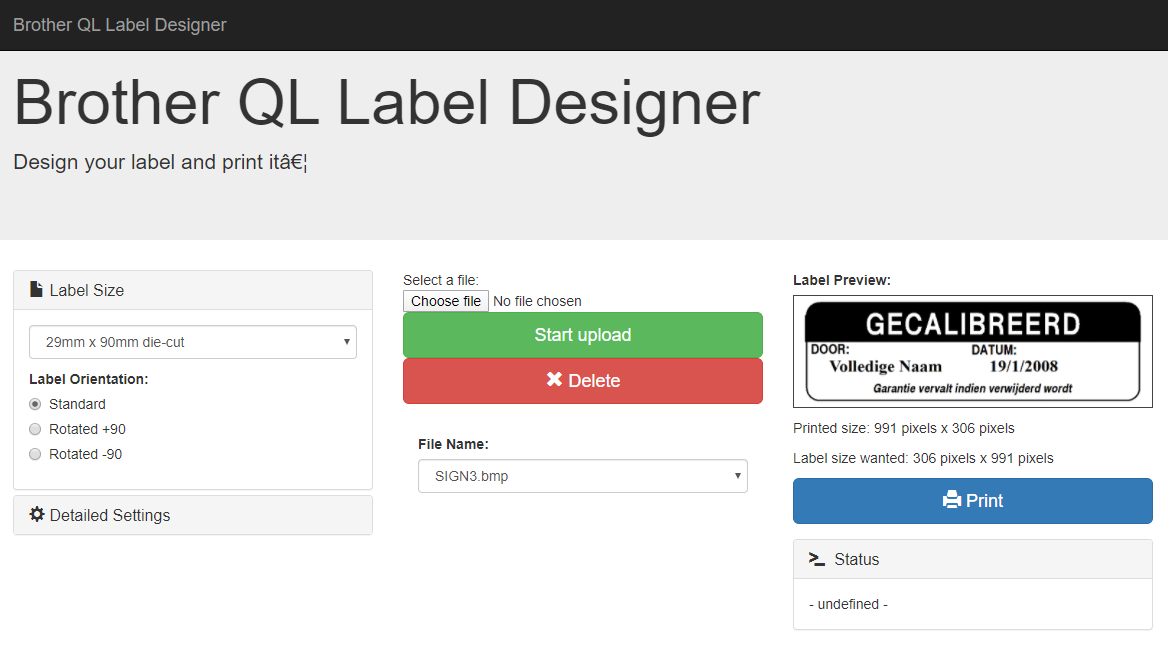 Brother QL Label Designer
Brother QL Label Designer
Design your label and print itâ€¦
Label Size
29mm x 90mm die-cut
Label Orientation:
Standard
Rotated +90
Rotated -90
Detailed Settings
Select a file:
Choose file No file chosen
Start upload
Delete
File Name:
SIGN3.bmp
Label Preview:
GECALIBREERD
DOOR: DATUM:
Volledige Naam 19/1/2008
Garantie vervalt indien verwijderd wordt
Printed size: 991 pixels x 306 pixels
Label size wanted: 306 pixels x 991 pixels
Print
Status
- undefined -